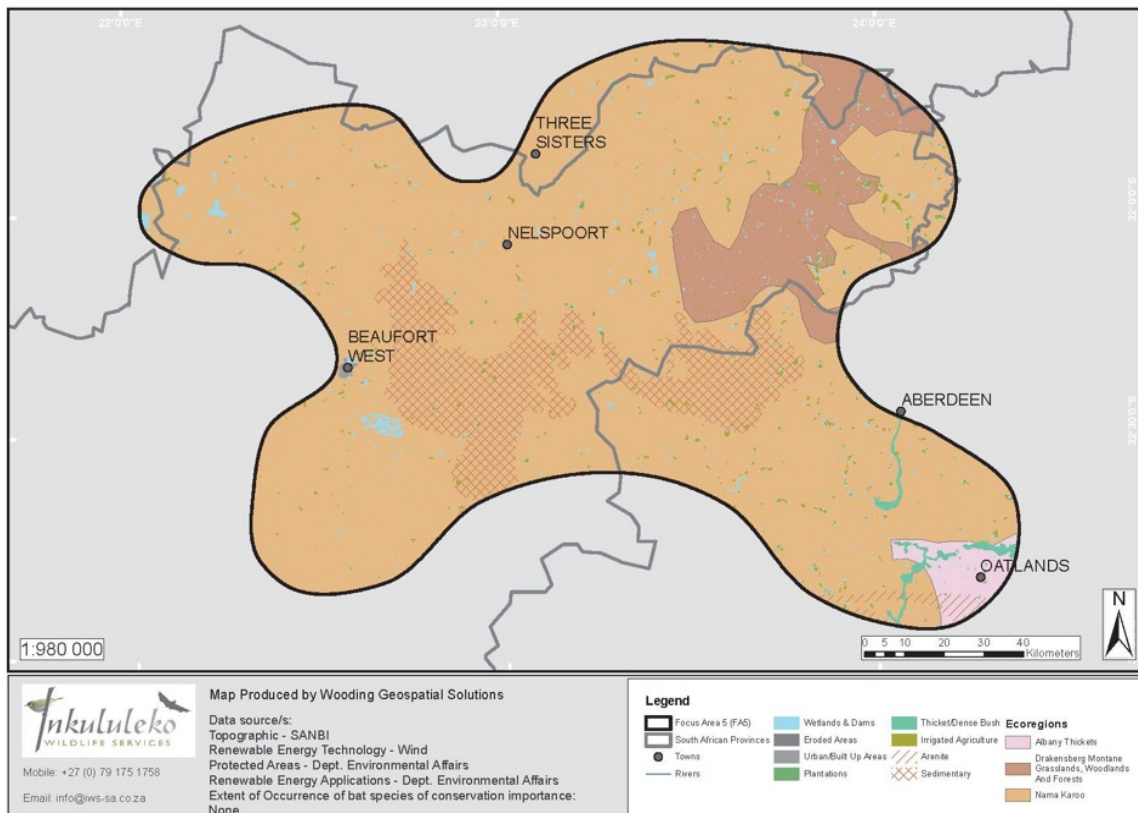 22°0'0"E
23°0'0"E
24°0'0"E
THREE
SISTERS
32°0'0"S
NELSPOORT
BEAUFORT
WEST
ABERDEEN
32°30'0"S
OATLANDS
N
1:980 000
0 5 10 20 30 40
Kilometers
Inkululeko
WILDLIFE SERVICES
Mobile: +27 (0) 79 175 1758
Email: info@iws-sa.co.za
Map Produced by Wooding Geospatial Solutions
Data source/s:
Topographic - SANBI
Renewable Energy Technology - Wind
Protected Areas - Dept. Environmental Affairs
Renewable Energy Applications - Dept. Environmental Affairs
Extent of Occurrence of bat species of conservation importance:
None
Legend
Focus Area 5 (FA5)
South African Provinces
Towns
Rivers
Wetlands & Dams
Eroded Areas
Urban/Built Up Areas
Plantations
Thicket/Dense Bush
Irrigated Agriculture
Arenite
Sedimentary
Ecoregions
Albany Thickets
Drakensberg Montane
Grasslands, Woodlands
And Forests
Nama Karoo